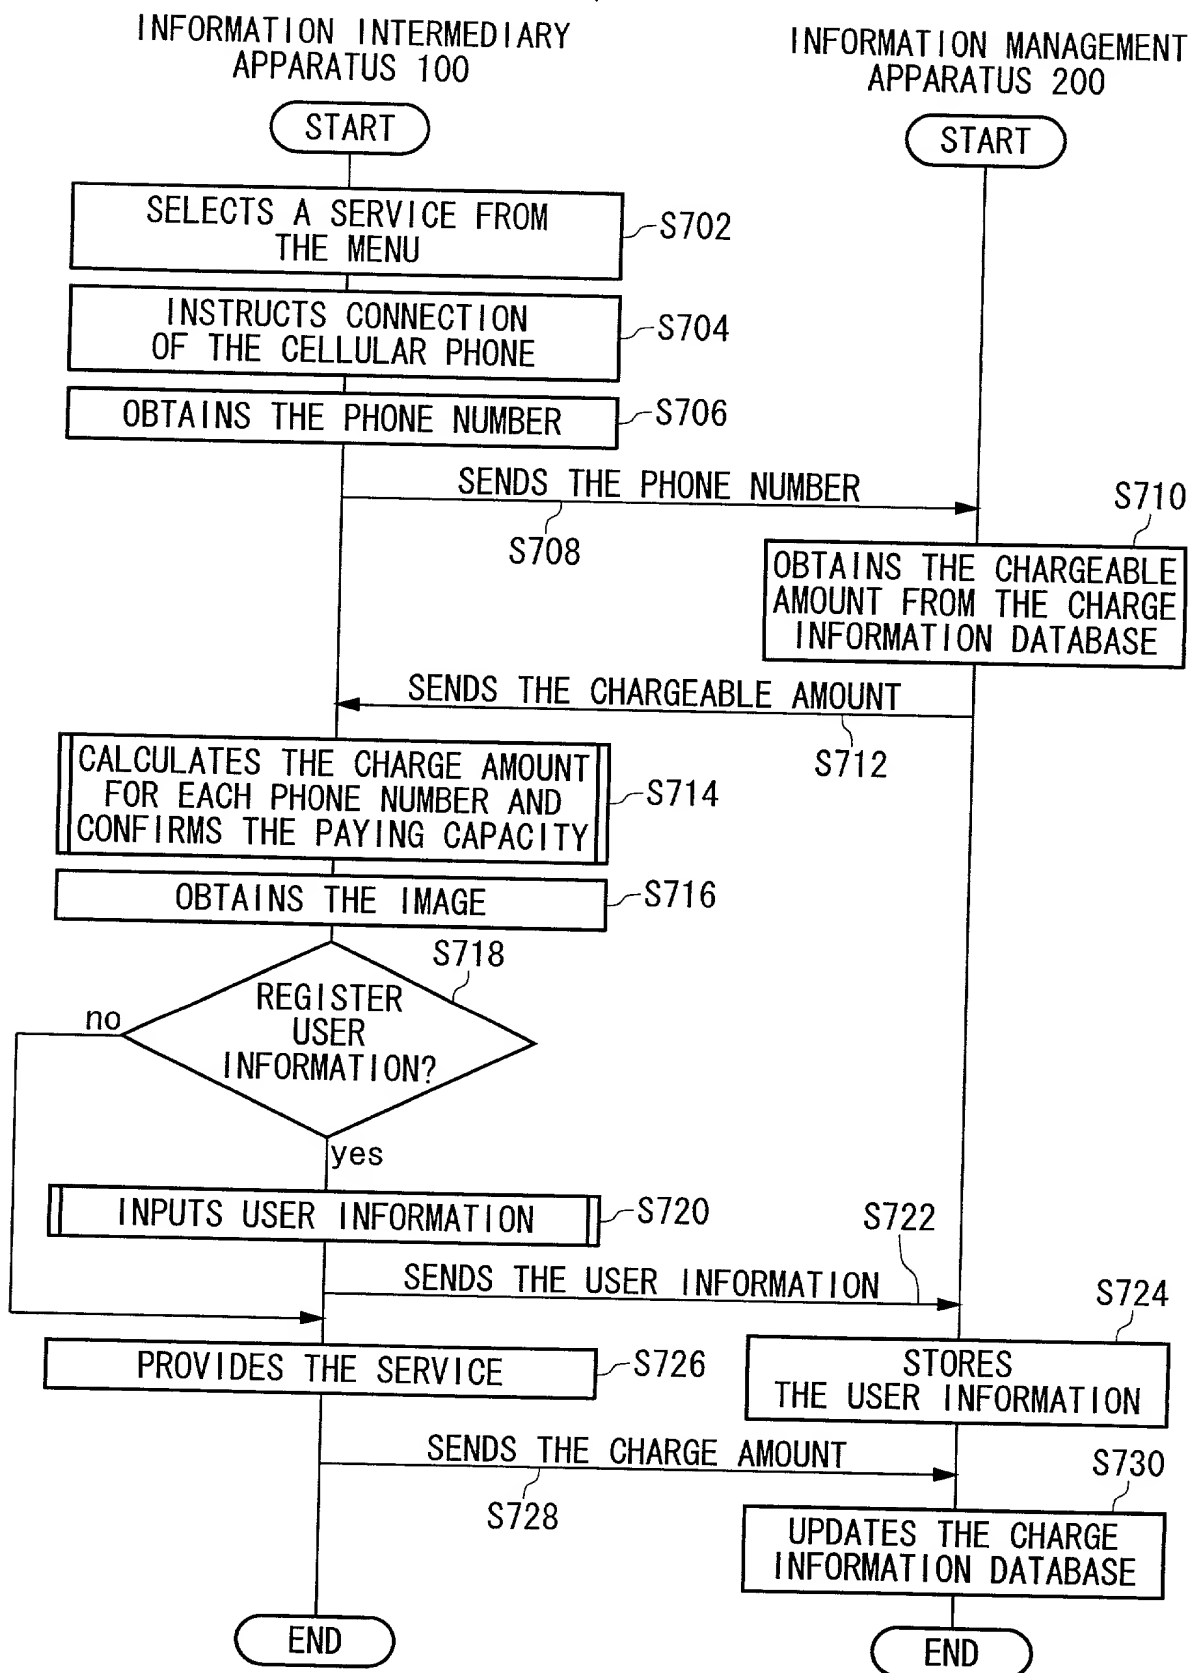 INFORMATION INTERMEDIARY
APPARATUS 100
INFORMATION MANAGEMENT
APPARATUS 200
START
START
SELECTS A SERVICE FROM
THE MENU
S702
INSTRUCTS CONNECTION
OF THE CELLULAR PHONE
S704
OBTAINS THE PHONE NUMBER
S706
SENDS THE PHONE NUMBER
S708
S710
OBTAINS THE CHARGEABLE
AMOUNT FROM THE CHARGE
INFORMATION DATABASE
SENDS THE CHARGEABLE AMOUNT
S712
CALCULATES THE CHARGE AMOUNT
FOR EACH PHONE NUMBER AND
CONFIRMS THE PAYING CAPACITY
S714
OBTAINS THE IMAGE
S716
S718
REGISTER
USER
INFORMATION?
no
yes
INPUTS USER INFORMATION
S720
S722
SENDS THE USER INFORMATION
S724
STORES
THE USER INFORMATION
PROVIDES THE SERVICE
S726
SENDS THE CHARGE AMOUNT
S728
S730
UPDATES THE CHARGE
INFORMATION DATABASE
END
END